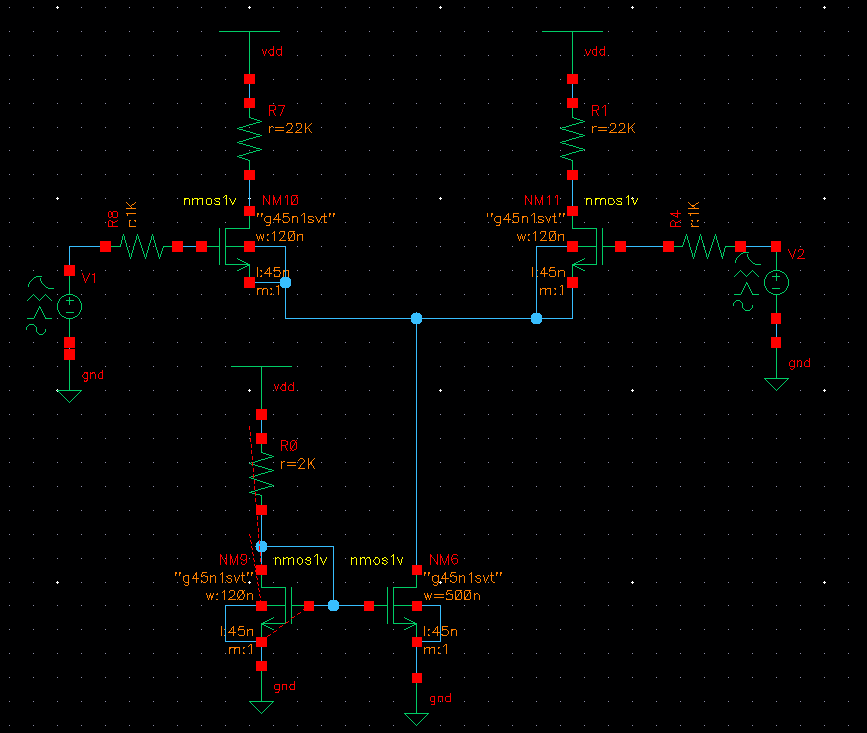 vdd
vdd
R7
r=22K
R1
r=22K
nmos1v
NM10
"g45n1svt"
w:120n
l:45n
m:1
NM11
nmos1v
"g45n1svt"
w:120n
l:45n
m:1
R8
r:1K
R4
r:1K
V1
gnd
V2
gnd
vdd
R0
r=2K
NM9
nmos1v
"g45n1svt"
w:120n
l:45n
m:1
gnd
nmos1v
NM6
"g45n1svt"
w=500n
l:45n
m:1
gnd